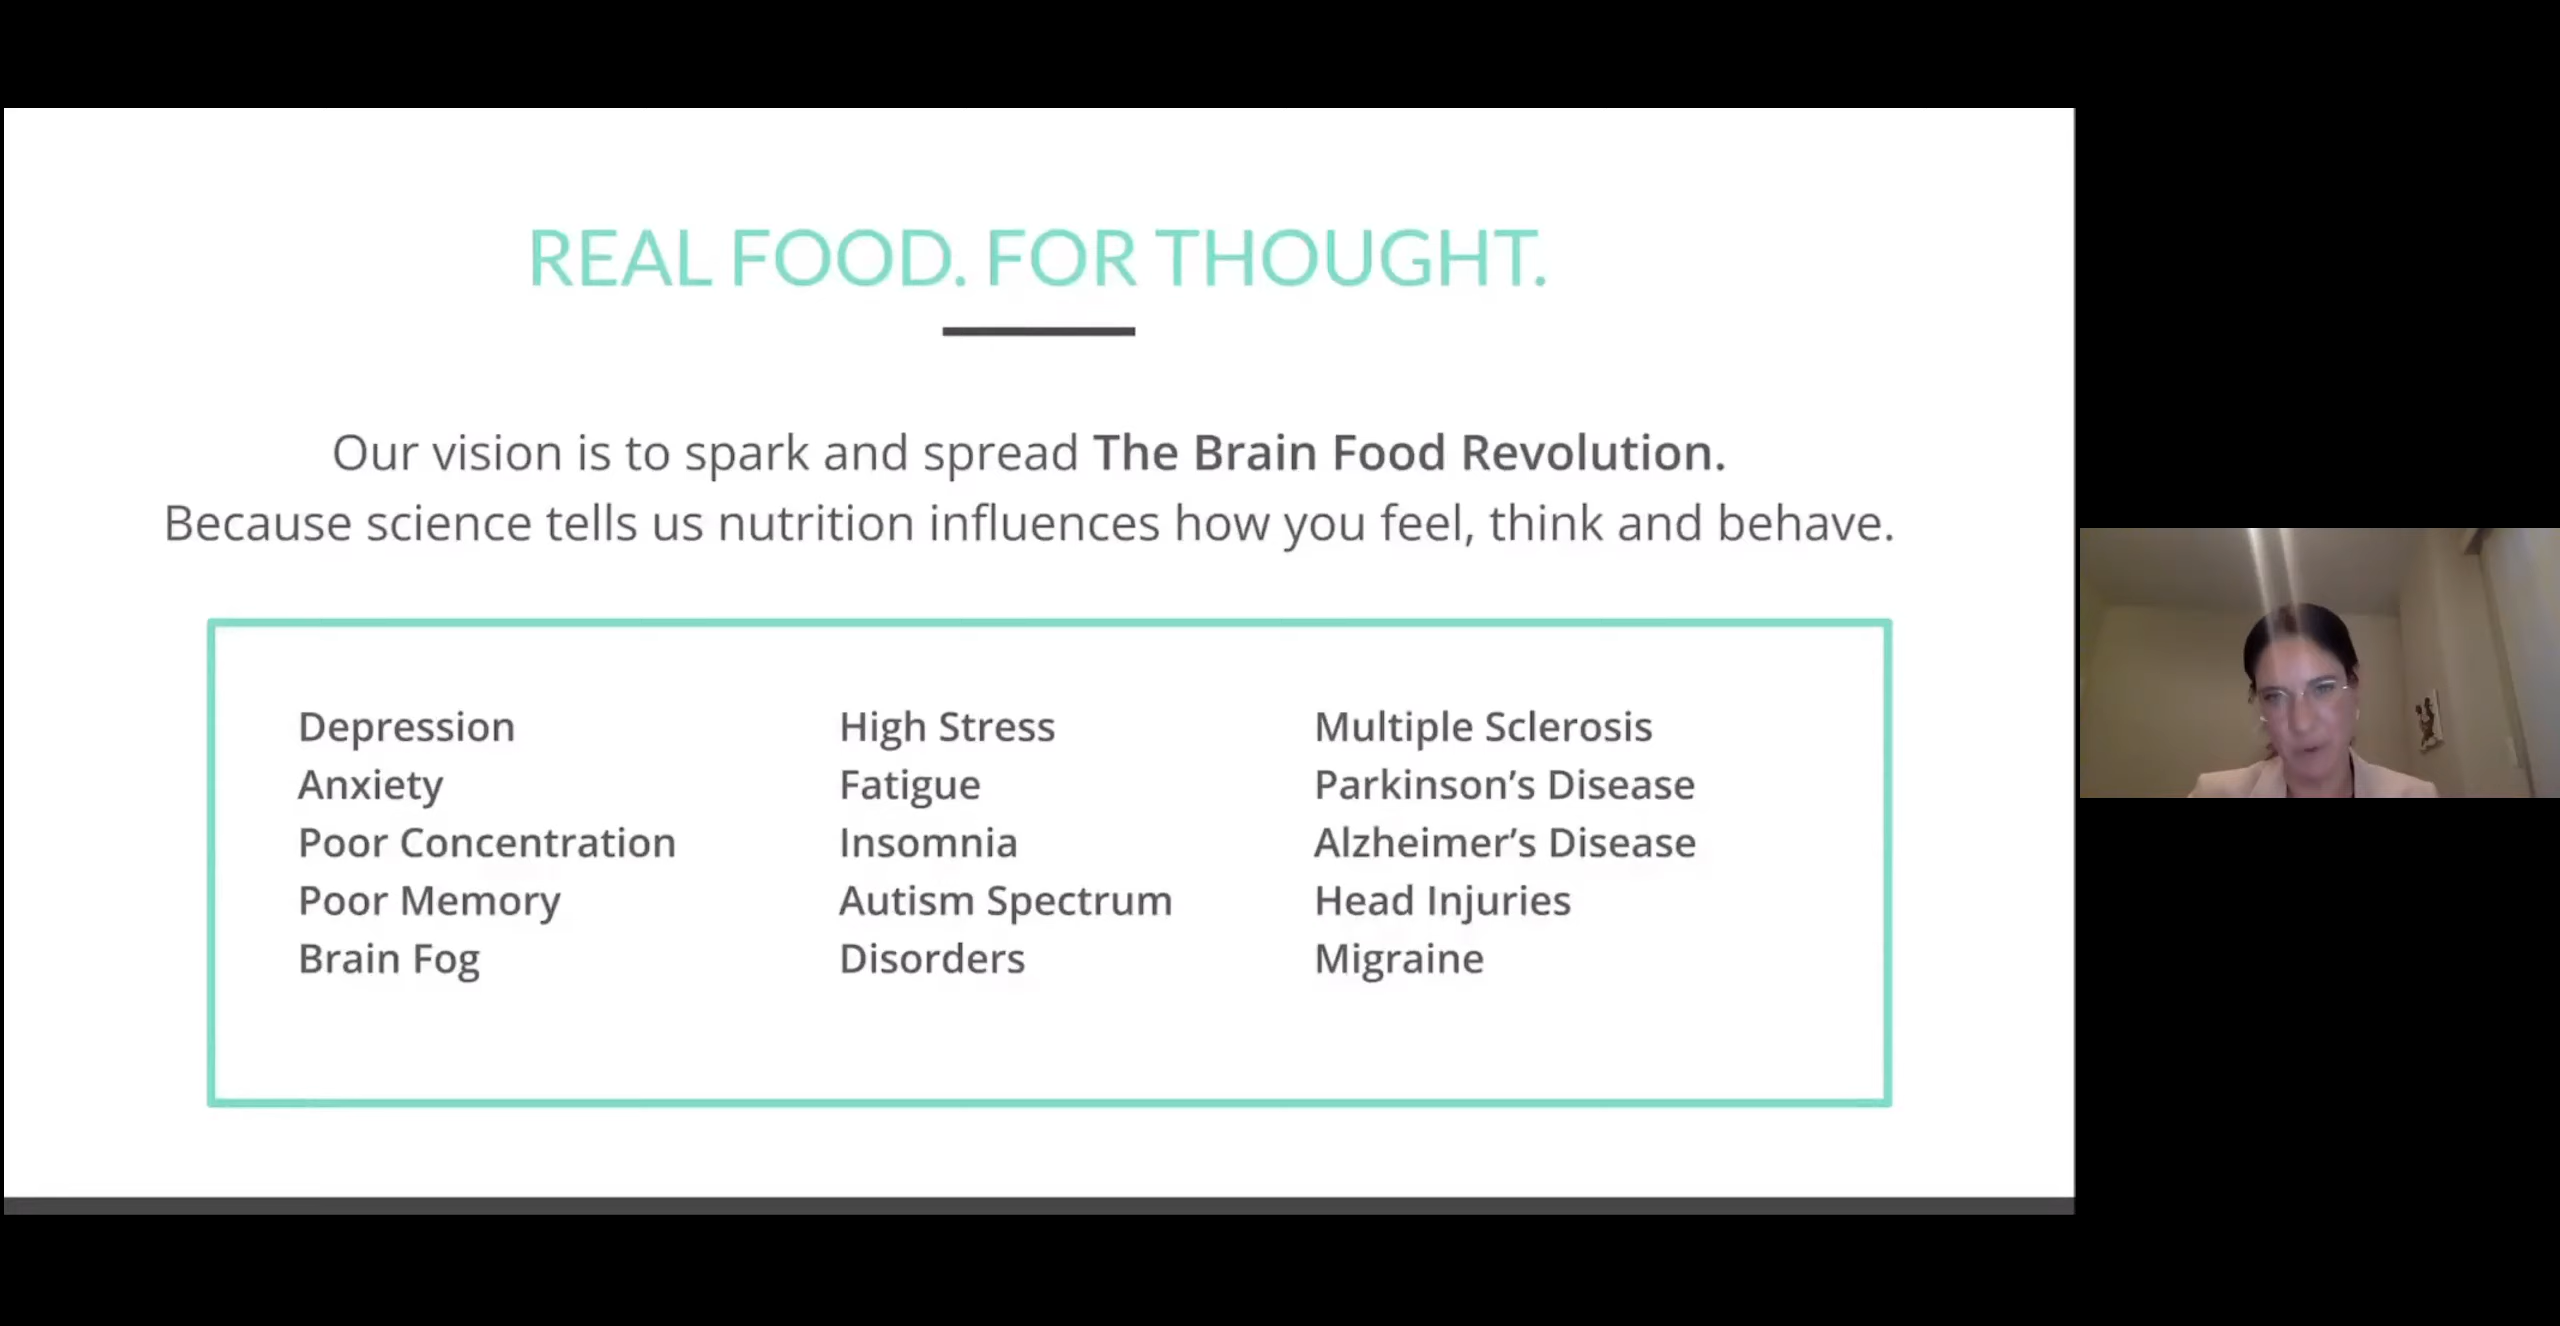 REAL FOOD. FOR THOUGHT.
Our vision is to spark and spread The Brain Food Revolution.
Because science tells us nutrition influences how you feel, think and behave.
Depression
Anxiety
Poor Concentration
Poor Memory
Brain Fog
High Stress
Fatigue
Insomnia
Autism Spectrum
Disorders
Multiple Sclerosis
Parkinson’s Disease
Alzheimer’s Disease
Head Injuries
Migraine